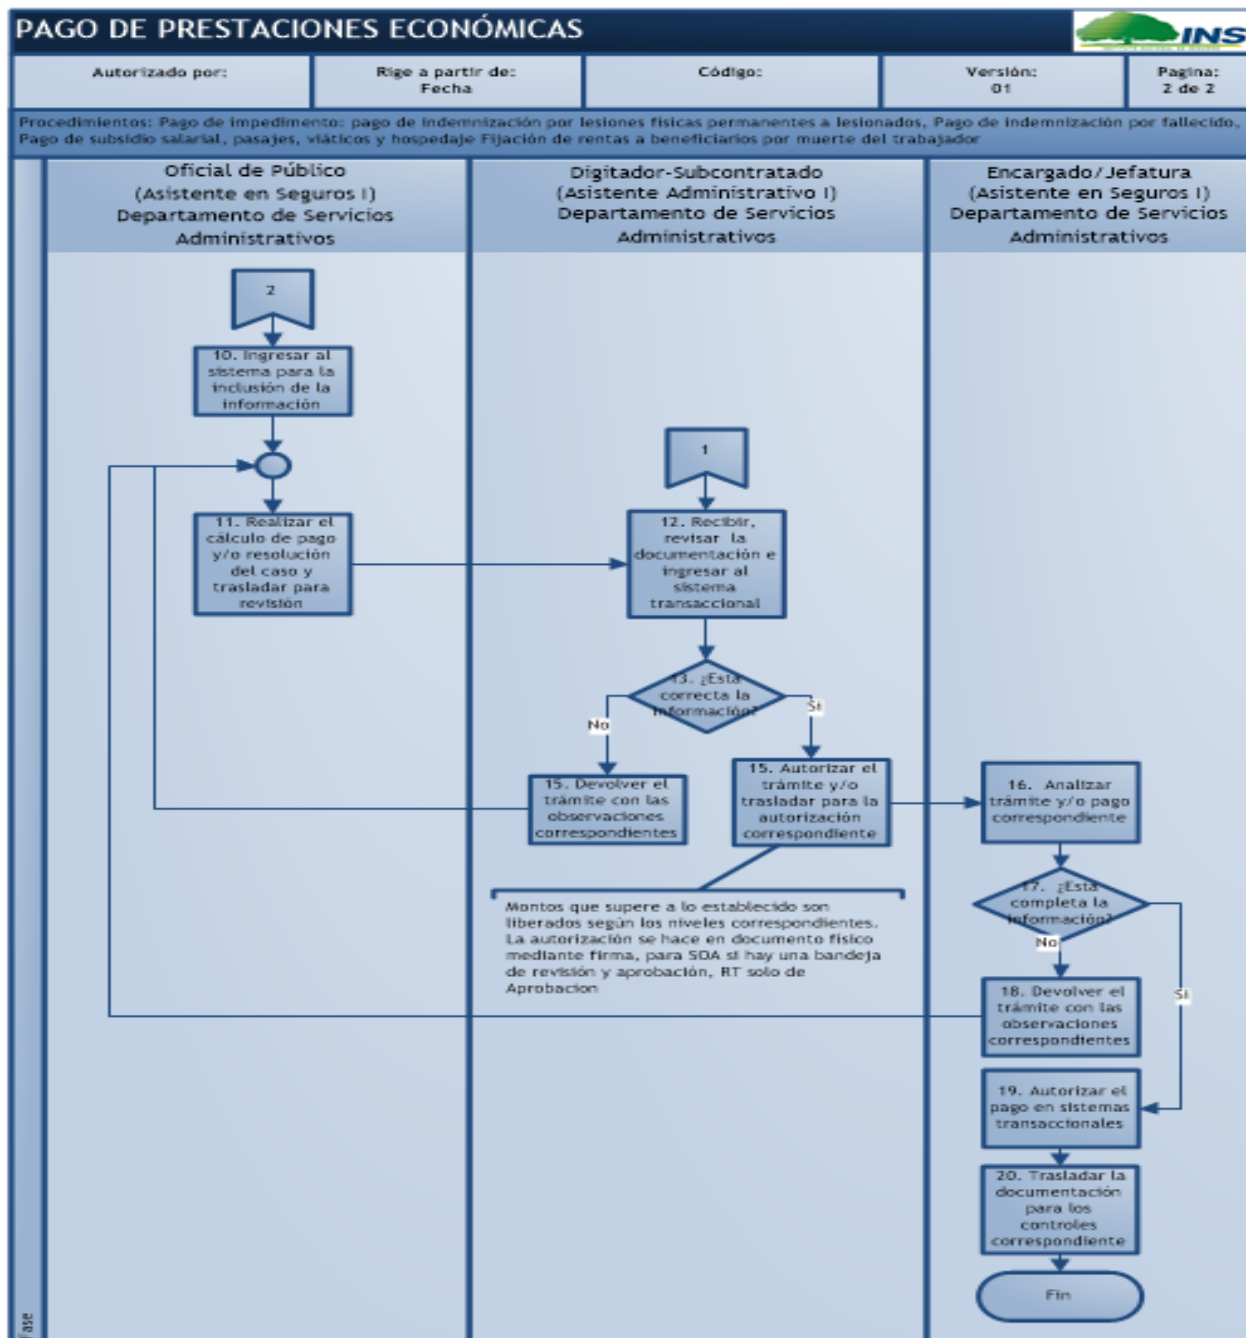 PAGO DE PRESTACIONES ECONÓMICAS
INS
Autorizado por:
Rige a partir de:
Fecha
Código:
Versión:
01
Pagina:
2 de 2
Procedimientos: Pago de impedimento: pago de indemnización por lesiones físicas permanentes a lesionados, Pago de indemnización por fallecido,
Pago de subsidio salarial, pasajes, viáticos y hospedaje Fijación de rentas a beneficiarios por muerte del trabajador
Oficial de Público
(Asistente en Seguros I)
Departamento de Servicios
Administrativos
Digitador-Subcontratado
(Asistente Administrativo I)
Departamento de Servicios
Administrativos
Encargado/Jefatura
(Asistente en Seguros I)
Departamento de Servicios
Administrativos
2
10. Ingresar al
sistema para la
inclusión de la
información
1
11. Realizar el
cálculo de pago
y/o resolución
del caso y
trasladar para
revisión
12. Recibir,
revisar la
documentación e
ingresar al
sistema
transaccional
13. ¿Esta
correcta la
información?
No
Si
15. Devolver el
trámite con las
observaciones
correspondientes
15. Autorizar el
trámite y/o
trasladar para la
autorización
correspondiente
16. Analizar
trámite y/o pago
correspondiente
17. ¿Esta
completa la
información?
No
Si
Montos que supere a lo establecido son
liberados según los niveles correspondientes.
La autorización se hace en documento físico
mediante firma, para SOA si hay una bandeja
de revisión y aprobación, RT solo de
Aprobacion
18. Devolver el
trámite con las
observaciones
correspondientes
19. Autorizar el
pago en sistemas
transaccionales
20. Trasladar la
documentación
para los
controles
correspondiente
Fin
Fase